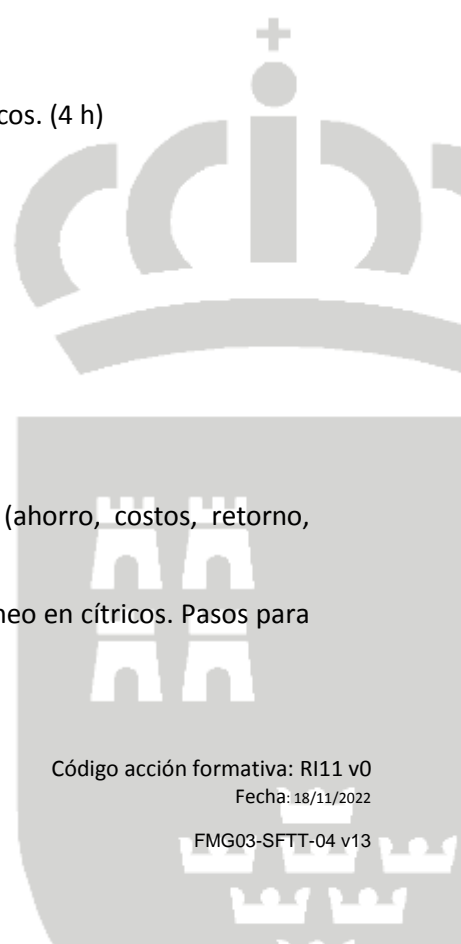 cos. (4 h)
(ahorro, costos, retorno,
neo en cítricos. Pasos para
Código acción formativa: RI11 v0
Fecha: 18/11/2022
FMG03-SFTT-04 v13